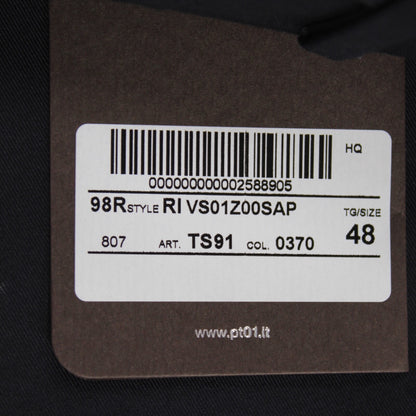 HQ
000000000002588905
98R STYLE RI VS01Z00SAP TG/SIZE
807 ART. TS91 COL. 0370 48
www.pt01.it